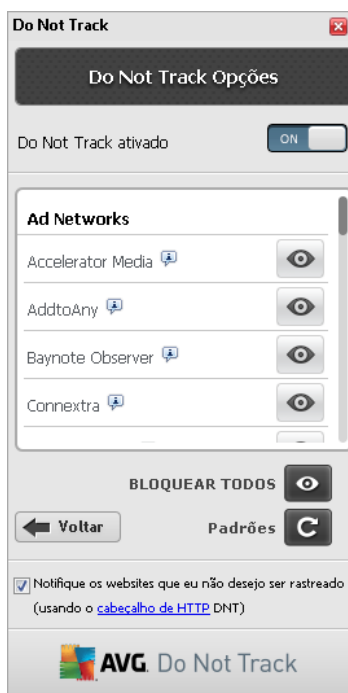 Do Not Track
Do Not Track Opções
Do Not Track ativado
ON
Ad Networks
Accelerator Media
AddtoAny
Baynote Observer
Connextra
BLOQUEAR TODOS
Voltar
Padrões
Notifique os websites que eu não desejo ser rastreado
(usando o cabeçalho de HTTP DNT)
AVG. Do Not Track